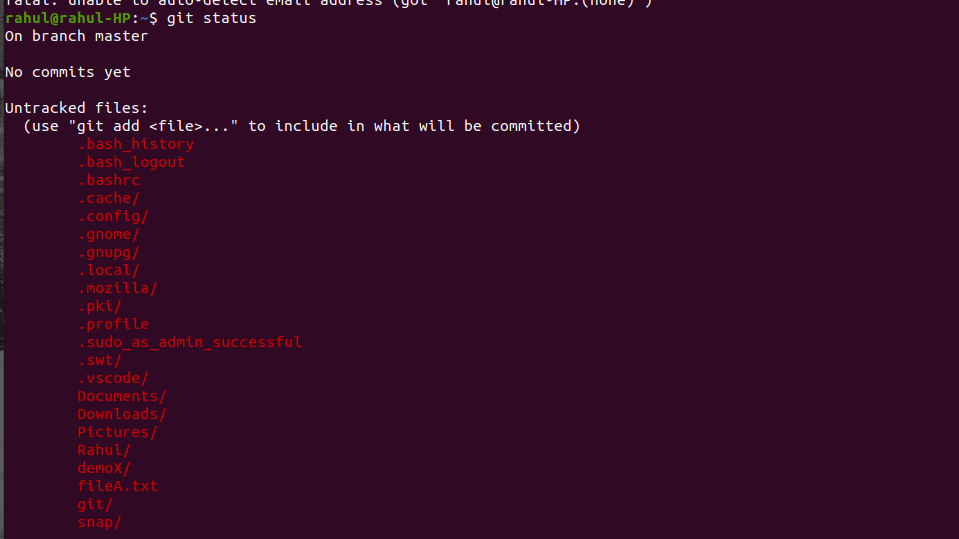 fatal: unable to auto-detect email address (got 'rahul@rahul-HP.(none)')
rahul@rahul-HP:~$ git status
On branch master
No commits yet
Untracked files:
(use "git add <file>..." to include in what will be committed)
.bash_history
.bash_logout
.bashrc
.cache/
.config/
.gnome/
.gnupg/
.local/
.mozilla/
.pki/
.profile
.sudo_as_admin_successful
.swt/
.vscode/
Documents/
Downloads/
Pictures/
Rahul/
demoX/
fileA.txt
git/
snap/